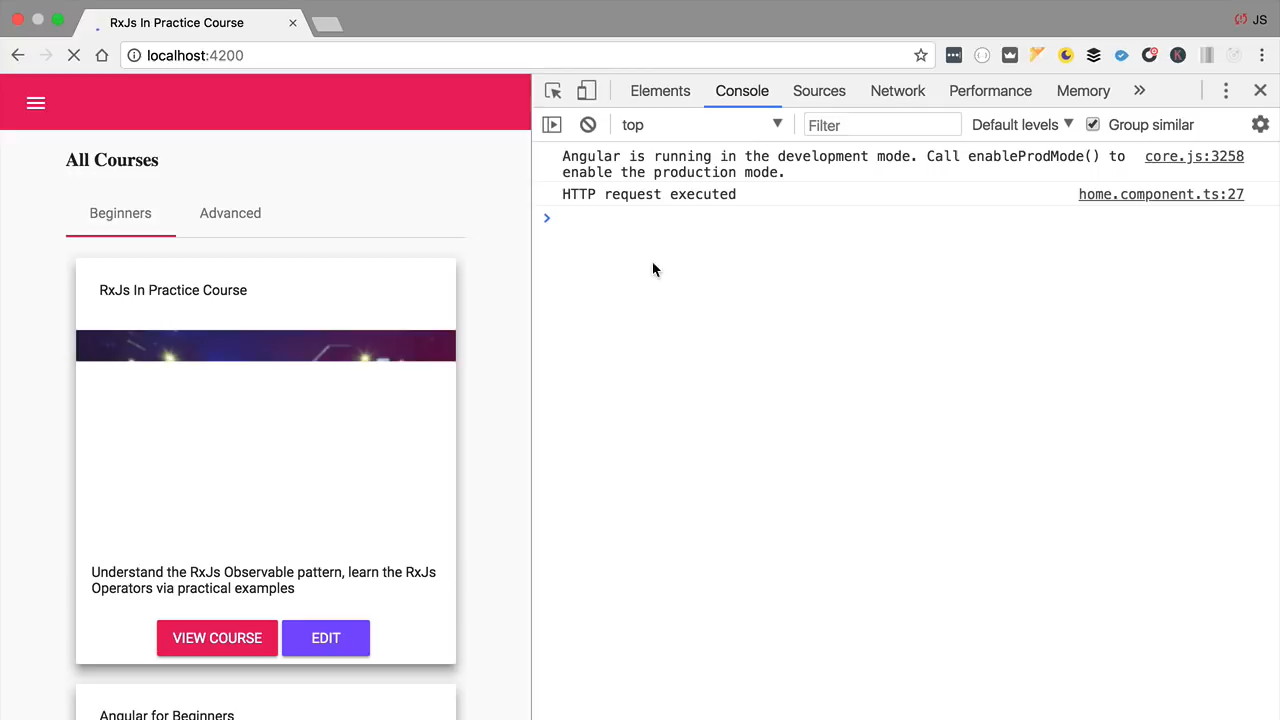 RxJs In Practice Course
JS
localhost:4200
Elements
Console
Sources
Network
Performance
Memory
top
Filter
Default levels
Group similar
Angular is running in the development mode. Call enableProdMode() to
enable the production mode.
core.js:3258
HTTP request executed
home.component.ts:27
All Courses
Beginners
Advanced
RxJs In Practice Course
Understand the RxJs Observable pattern, learn the RxJs
Operators via practical examples
VIEW COURSE
EDIT
Angular for Beginners